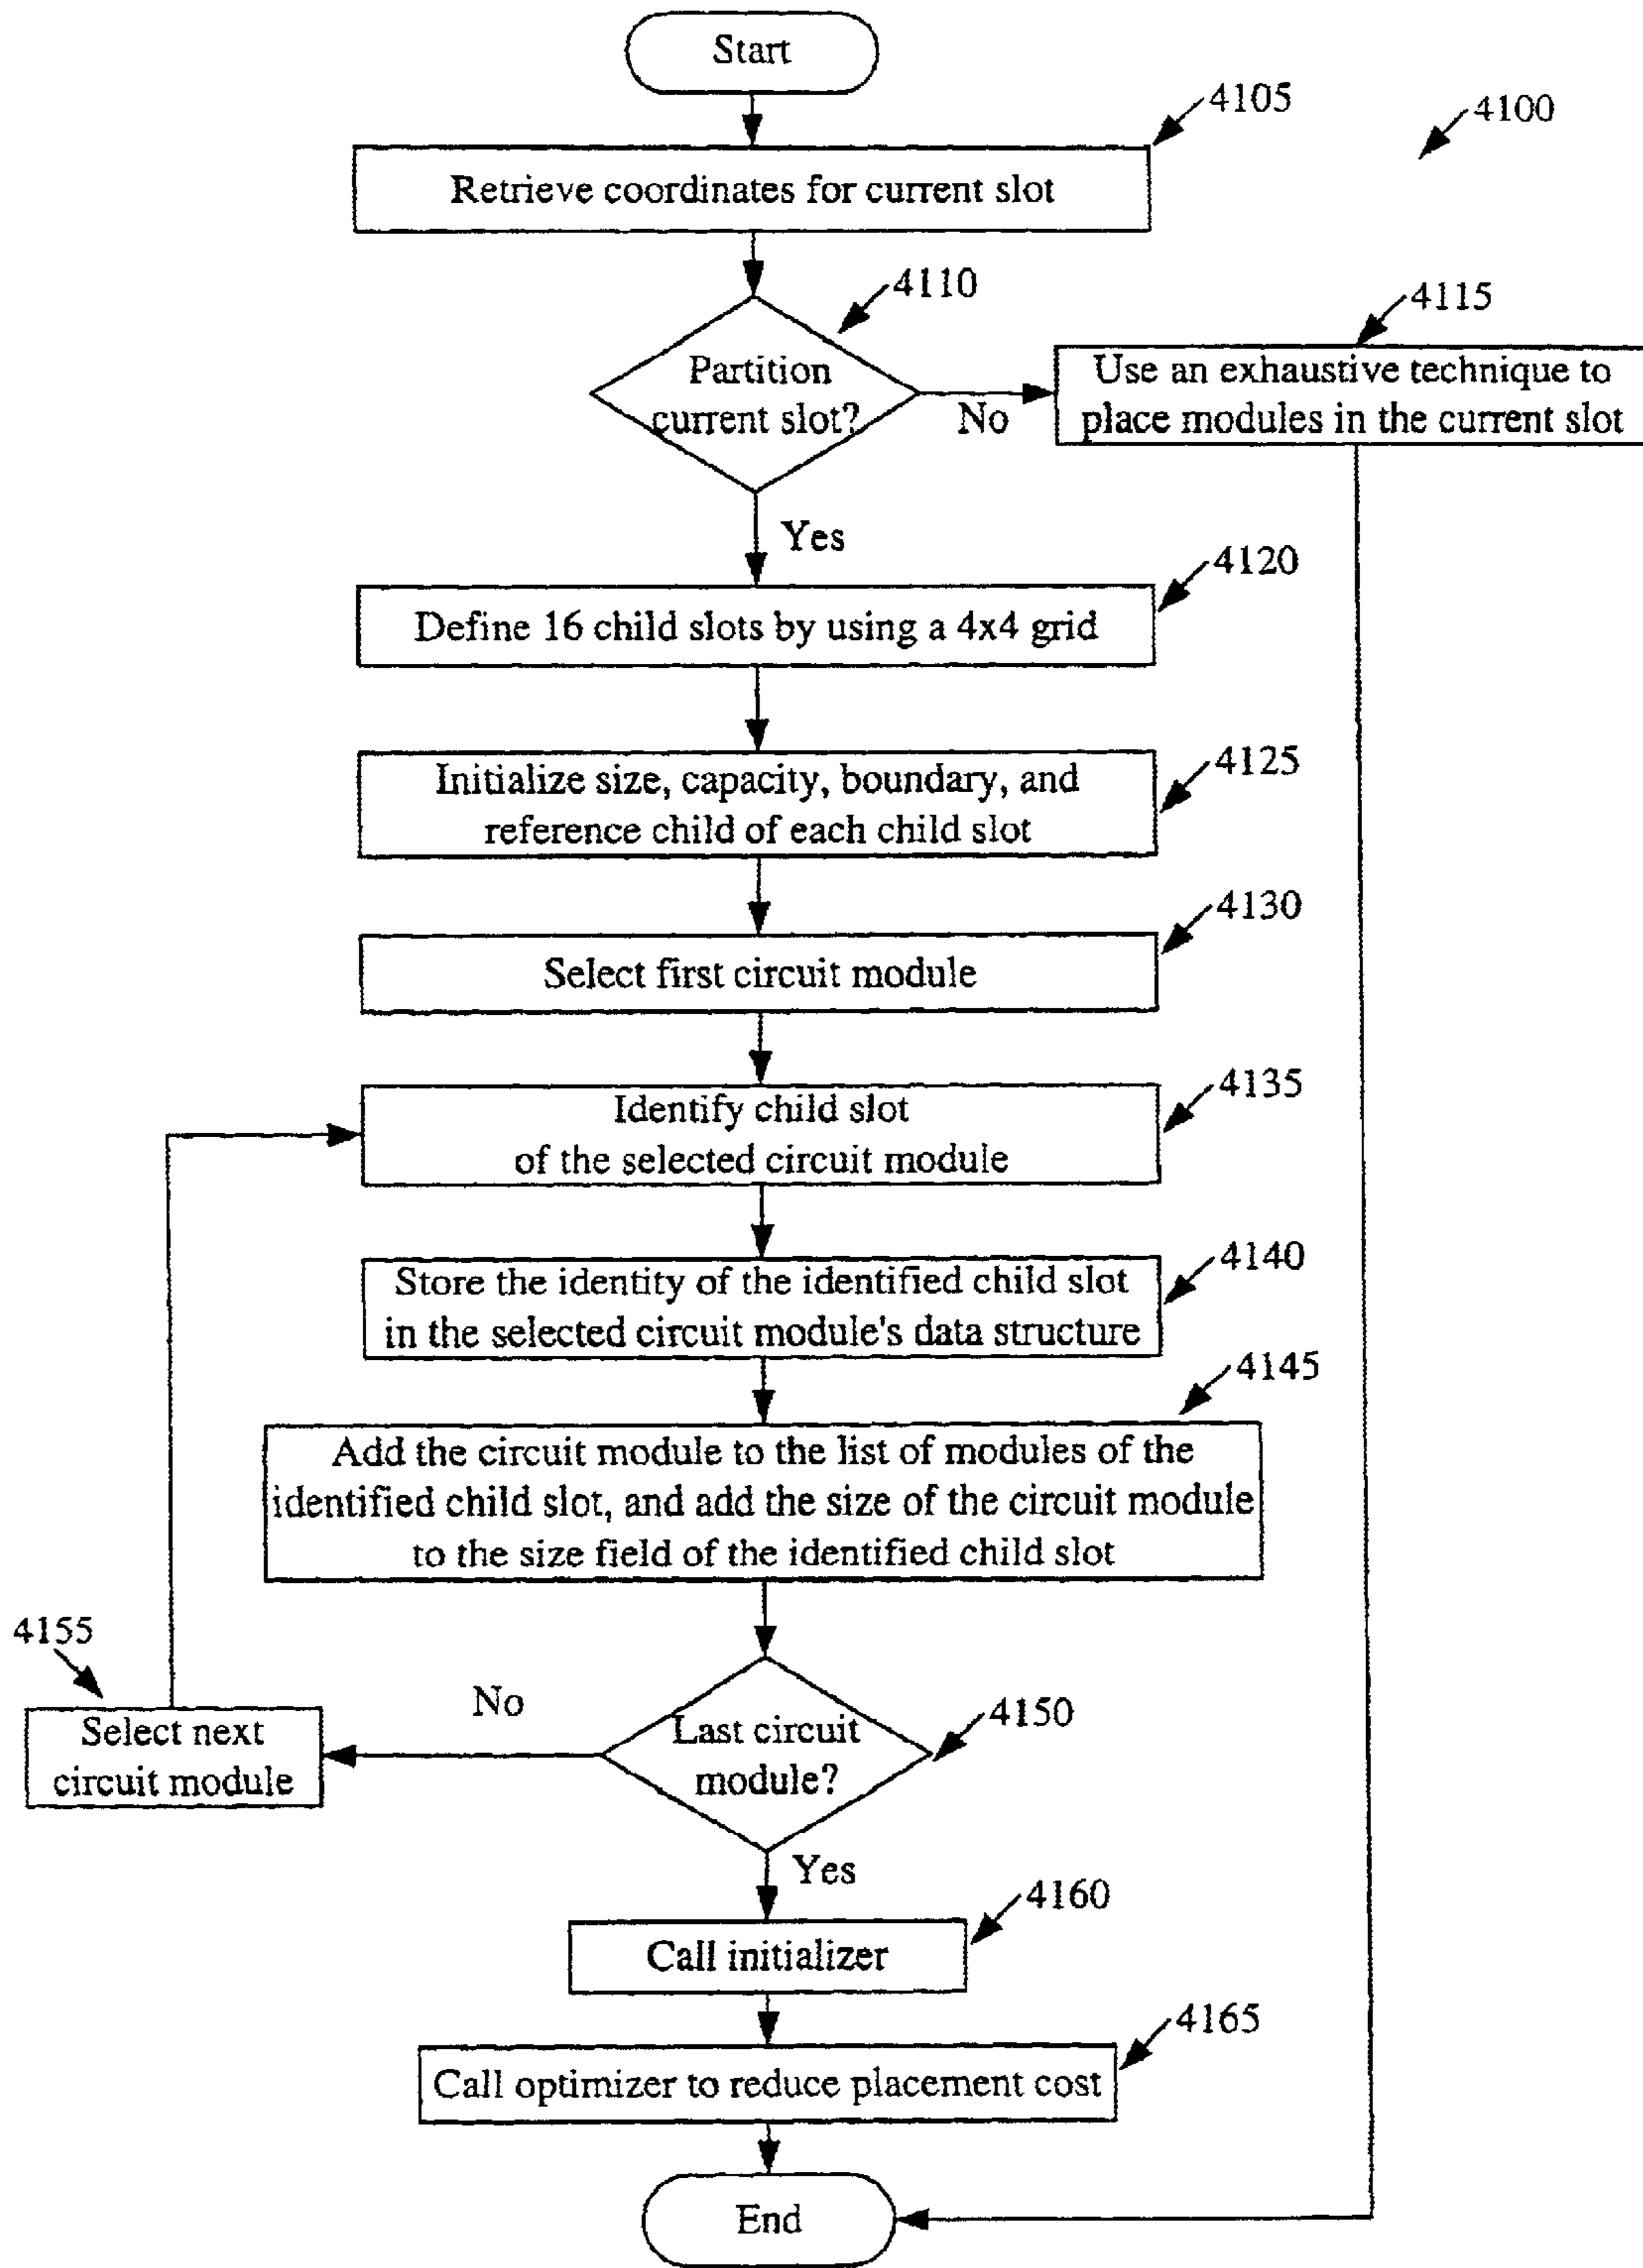 Start
4105
4100
Retrieve coordinates for current slot
4110
4115
Partition
current slot?
No
Use an exhaustive technique to
place modules in the current slot
Yes
4120
Define 16 child slots by using a 4x4 grid
4125
Initialize size, capacity, boundary, and
reference child of each child slot
4130
Select first circuit module
4135
Identify child slot
of the selected circuit module
4140
Store the identity of the identified child slot
in the selected circuit module's data structure
4145
Add the circuit module to the list of modules of the
identified child slot, and add the size of the circuit module
to the size field of the identified child slot
4155
Select next
circuit module
No
Last circuit
module?
4150
Yes
4160
Call initializer
4165
Call optimizer to reduce placement cost
End